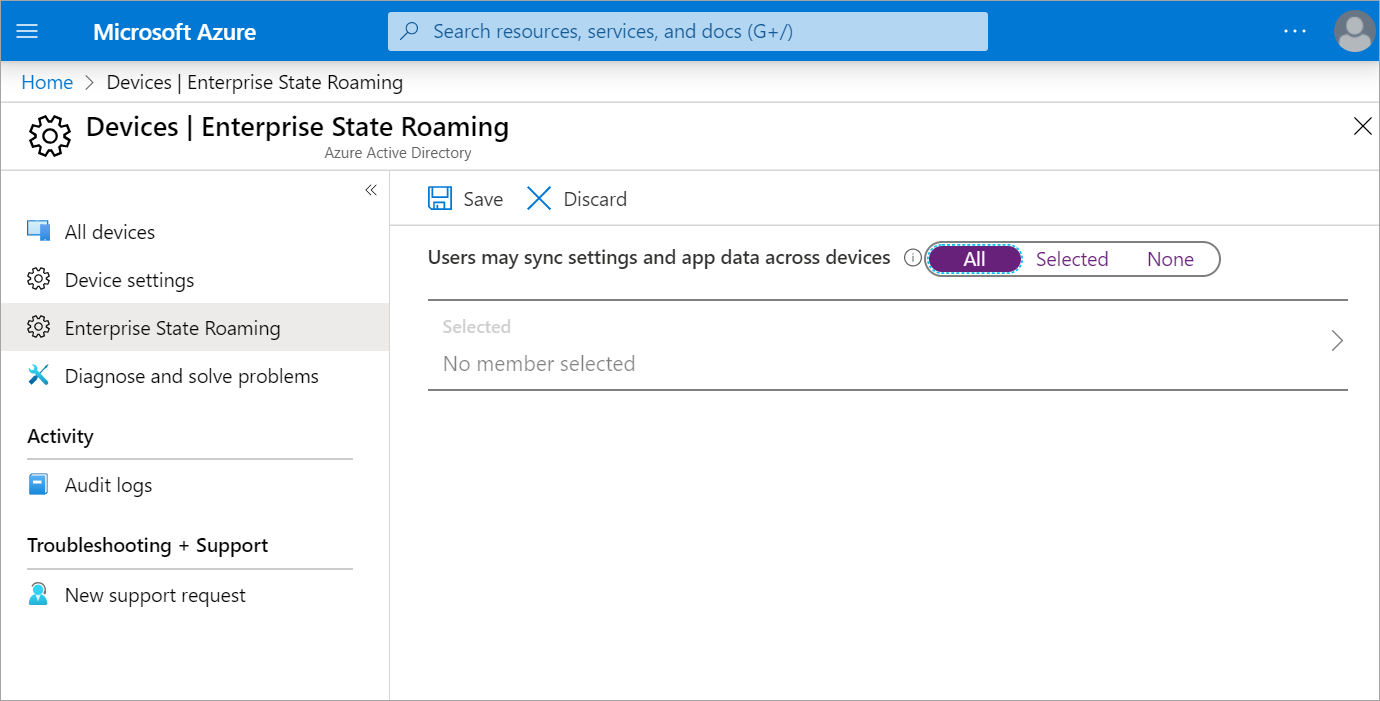 Microsoft Azure
Search resources, services, and docs (G+/)
Home > Devices | Enterprise State Roaming
Devices | Enterprise State Roaming
Azure Active Directory
All devices
Device settings
Enterprise State Roaming
Diagnose and solve problems
Activity
Audit logs
Troubleshooting + Support
New support request
Save Discard
Users may sync settings and app data across devices All Selected None
Selected
No member selected